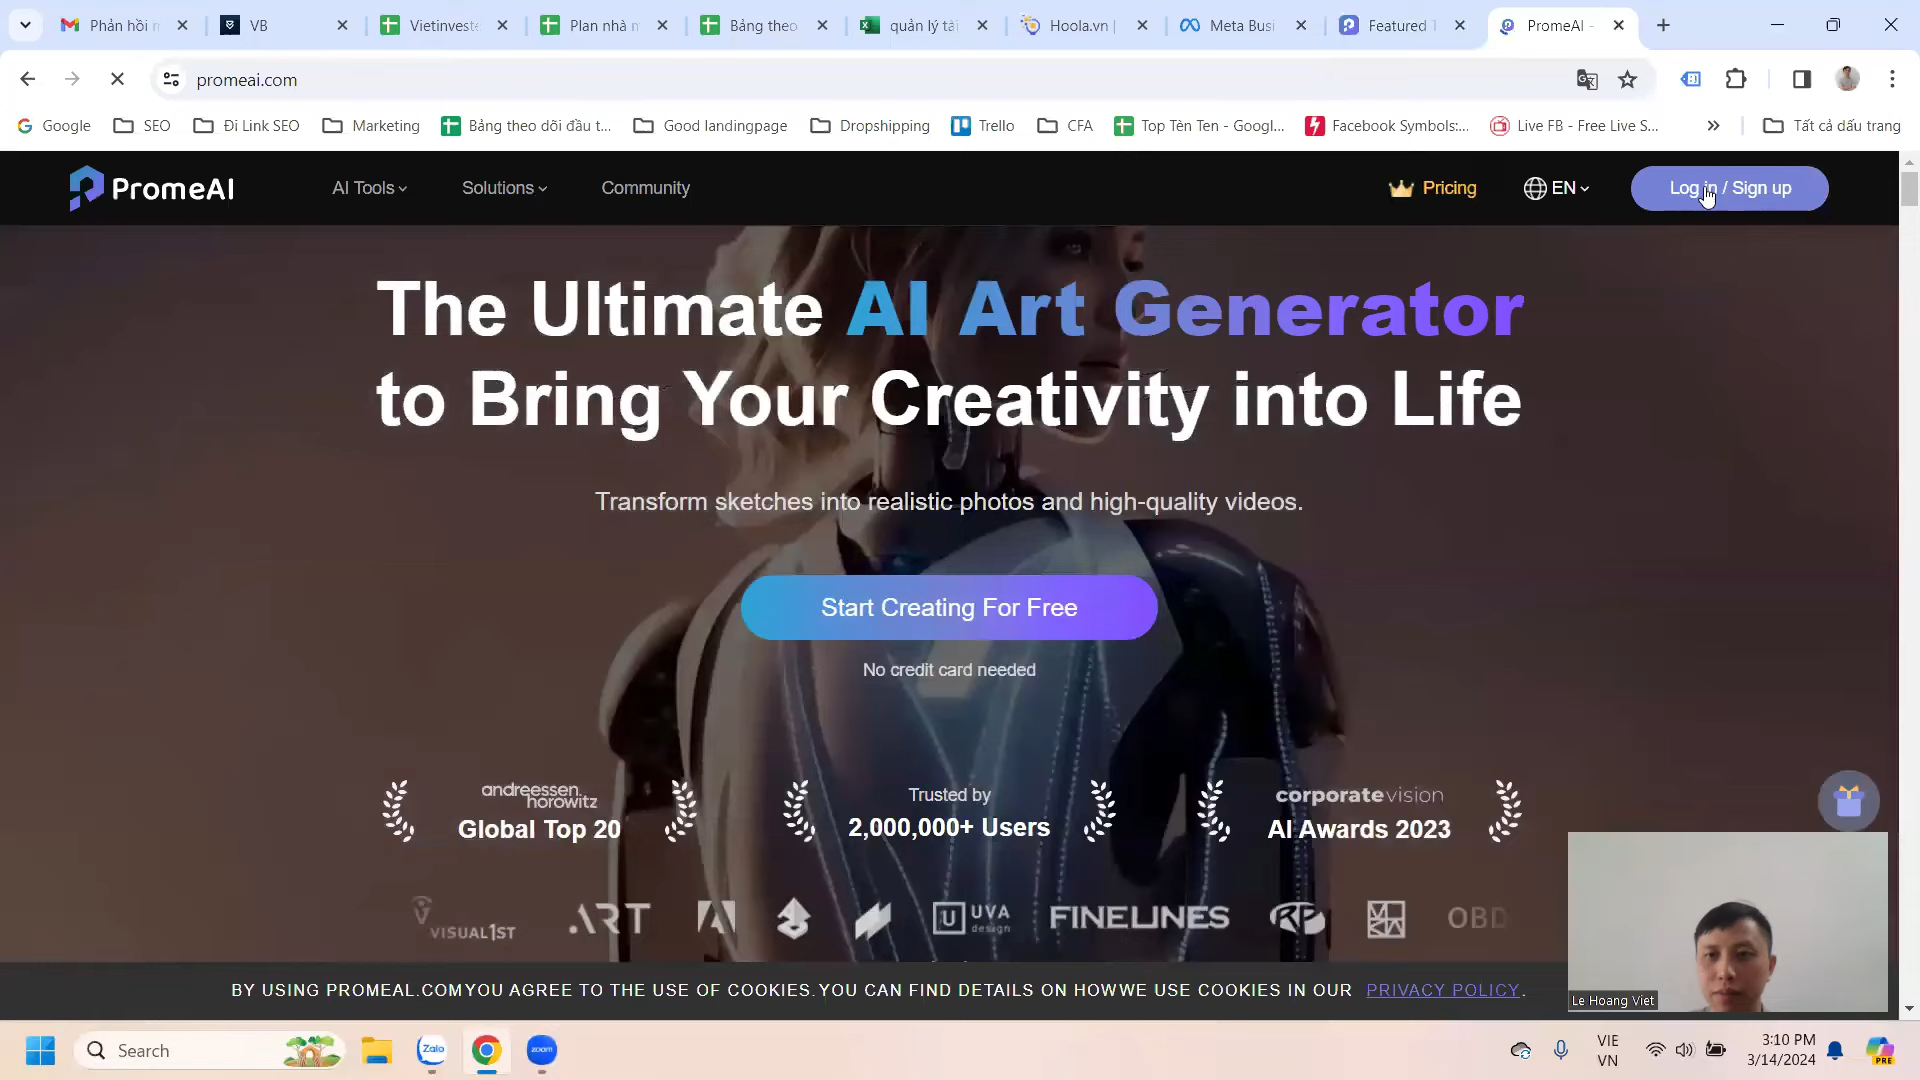 Phản hồi n
VB
Vietinveste
Plan nhà m
Bảng theo
quản lý tài
Hoola.vn |
Meta Busi
Featured T
PromeAI -
promeai.com
Google
SEO
Đi Link SEO
Marketing
Bảng theo dõi đầu t...
Good landingpage
Dropshipping
Trello
CFA
Top Tèn Ten - Googl...
Facebook Symbols:...
Live FB - Free Live S...
Tất cả dấu trang
PromeAI
AI Tools
Solutions
Community
Pricing
EN
Log in / Sign up
The Ultimate AI Art Generator
to Bring Your Creativity into Life
Transform sketches into realistic photos and high-quality videos.
Start Creating For Free
No credit card needed
andreessen.
horowitz
Global Top 20
Trusted by
2,000,000+ Users
corporatevision
AI Awards 2023
VISUAL1ST
ART
UVA
design
FINELINES
OBD
BY USING PROMEAI.COMYOU AGREE TO THE USE OF COOKIES.YOU CAN FIND DETAILS ON HOWWE USE COOKIES IN OUR PRIVACY POLICY.
Le Hoang Viet
Search
Zalo
zoom
VIE
VN
3:10 PM
3/14/2024
PRE